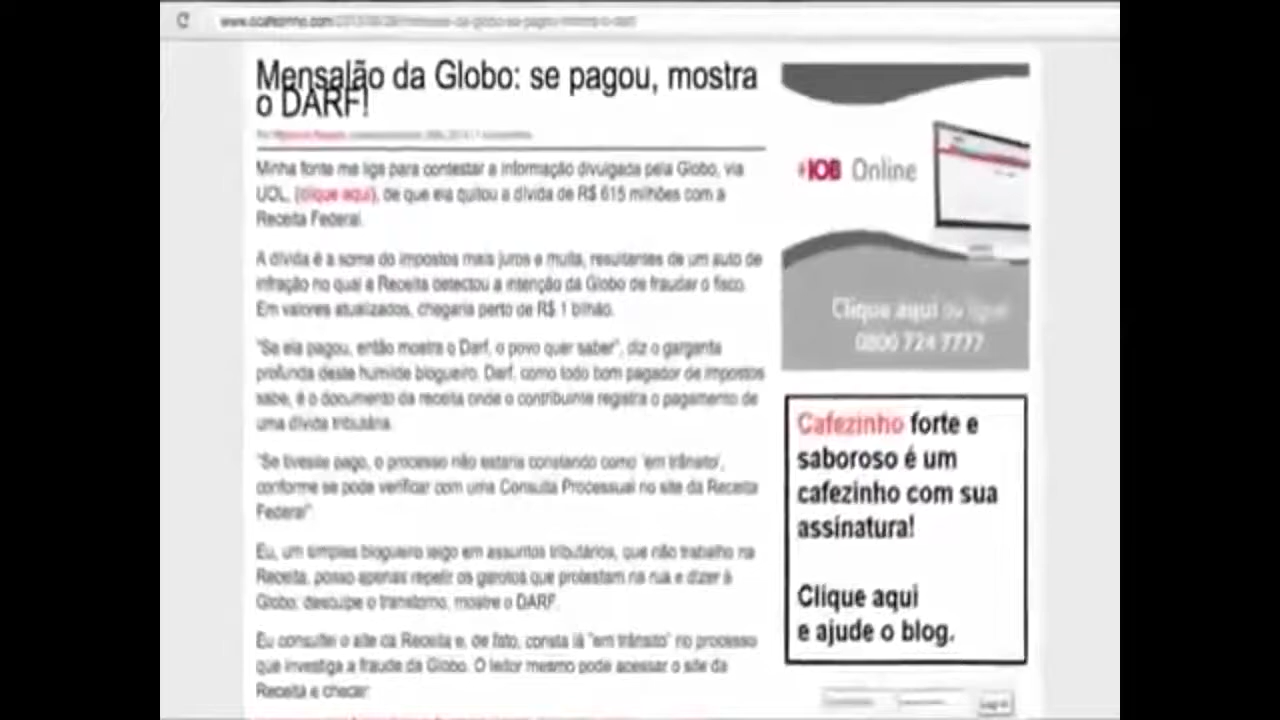 www.ocafezinho.com
Mensalão da Globo: se pagou, mostra
o DARF!
Minha fonte me liga para contestar a informação divulgada pela Globo, via
UOL, (clique aqui), de que ela quitou a dívida de R$ 615 milhões com a
Receita Federal.
A dívida é a soma do impostos mais juros e multa, resultantes de um auto de
infração no qual a Receita detectou a intenção da Globo de fraudar o fisco.
Em valores atualizados, chegaria perto de R$ 1 bilhão.
"Se ela pagou, então mostra o Darf, o povo quer saber", diz o garganta
profunda deste humilde blogueiro. Darf, como todo bom pagador de impostos
sabe, é o documento da receita onde o contribuinte registra o pagamento de
uma dívida tributária.
"Se tivesse pago, o processo não estaria constando como 'em trânsito',
conforme se pode verificar com uma Consulta Processual no site da Receita
Federal"
Eu, um simples blogueiro leigo em assuntos tributários, que não trabalho na
Receita, posso apenas repetir os garotos que protestam na rua e dizer à
Globo: desculpe o transtorno, mostre o DARF.
Eu consultei o site da Receita e, de fato, consta lá "em trânsito" no processo
que investiga a fraude da Globo. O leitor mesmo pode acessar o site da
Receita e checar
IOB Online
Clique aqui ou ligue
0800 724 7777
Cafezinho forte e
saboroso é um
cafezinho com sua
assinatura!
Clique aqui
e ajude o blog.
Log in